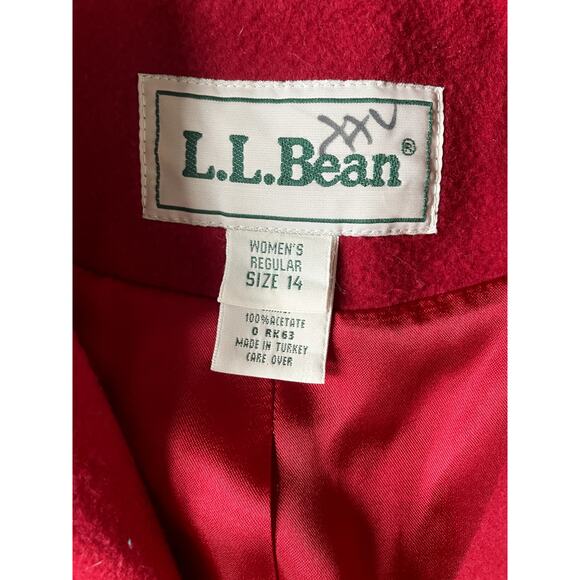 L.L.Bean®
WOMEN'S
REGULAR
SIZE 14
100% ACETATE
0 RK63
MADE IN TURKEY
CARE OVER